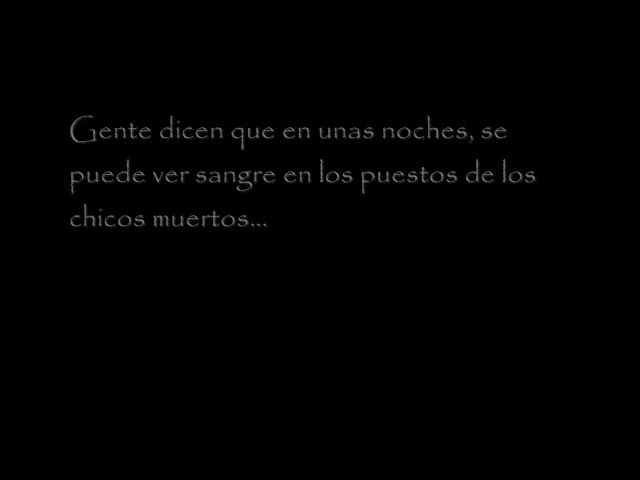 Gente dicen que en unas noches, se
puede ver sangre en los puestos de los
chicos muertos...